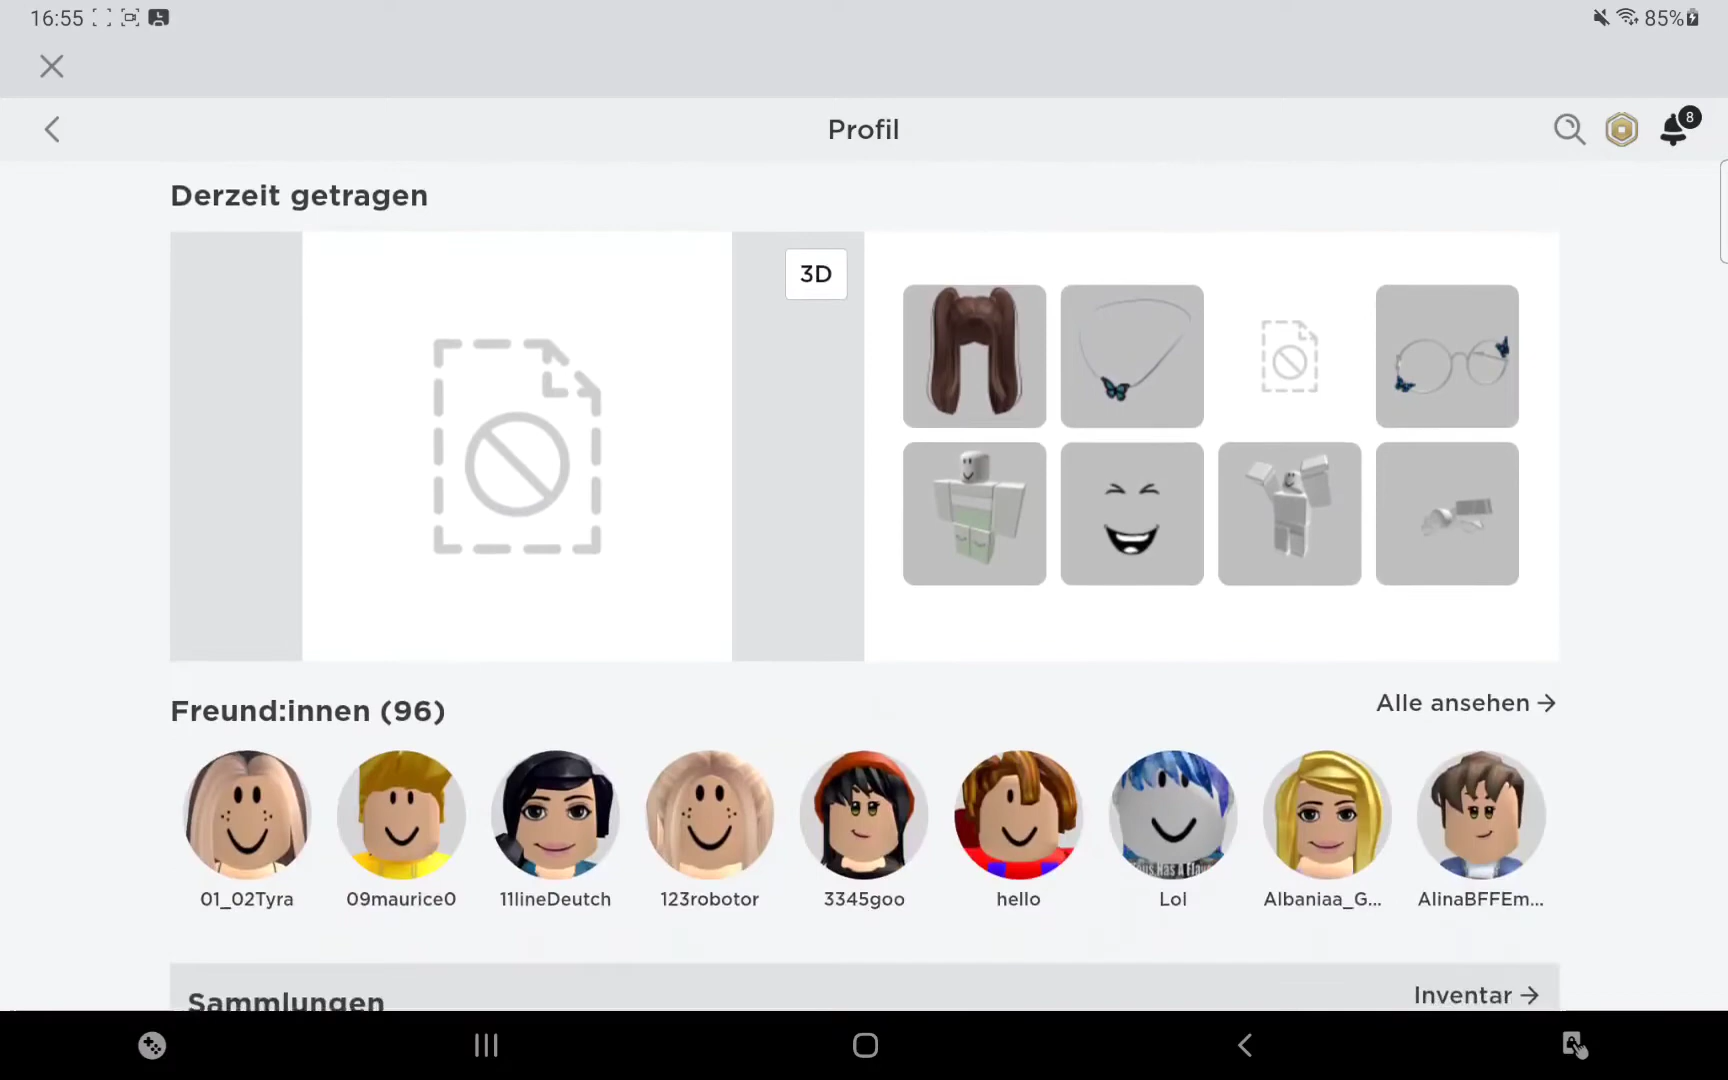 16:55
85%
Profil
8
Derzeit getragen
3D
Freund:innen (96)
Alle ansehen
01_02Tyra
09maurice0
11lineDeutch
123robotor
3345goo
hello
Lol
Albaniaa_G...
AlinaBFFEm...
Sammlungen
Inventar